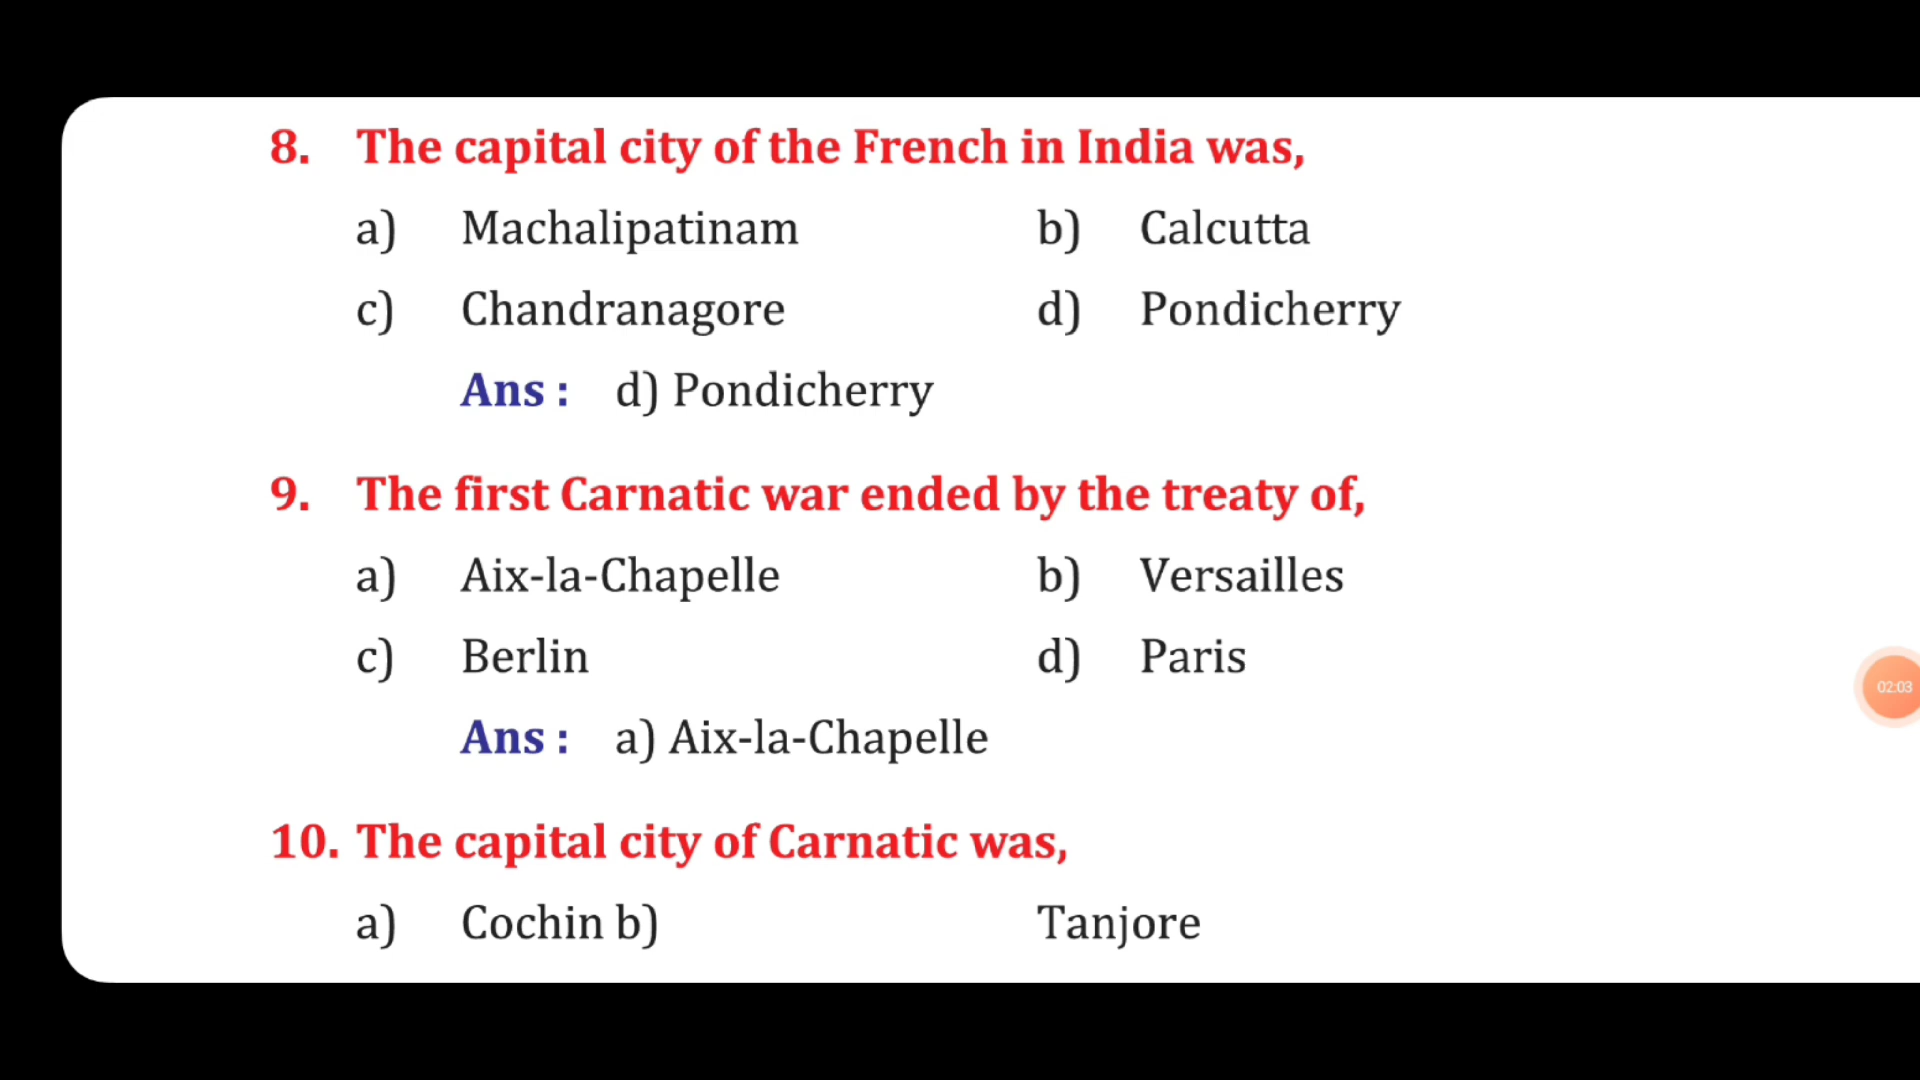 8. The capital city of the French in India was,
a) Machalipatinam b) Calcutta
c) Chandranagore d) Pondicherry
Ans : d) Pondicherry
9. The first Carnatic war ended by the treaty of,
a) Aix-la-Chapelle b) Versailles
c) Berlin d) Paris
Ans : a) Aix-la-Chapelle
02:03
10. The capital city of Carnatic was,
a) Cochin b) Tanjore